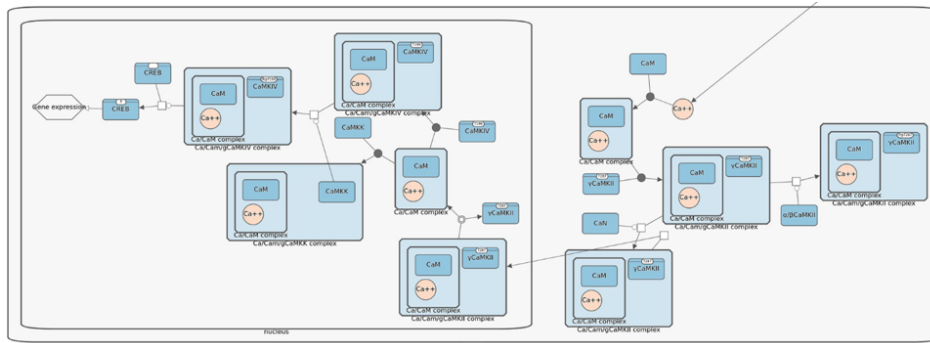 CaM
CaMKIV
Ca++
Ca/CaM complex
Ca/Cam/gCaMKIV complex
CREB
CaM
CaMKIV
Ca++
Ca/CaM complex
Ca/Cam/gCaMKIV complex
Gene expression
CREB
CaMKK
CaMKIV
CaM
Ca++
Ca/CaM complex
CaM
CaMKK
Ca++
Ca/CaM complex
Ca/Cam/gCaMKK complex
γCaMKII
CaM
γCaMKII
Ca++
Ca/CaM complex
Ca/Cam/gCaMKII complex
nucleus
CaM
Ca++
CaM
Ca++
Ca/CaM complex
γCaMKII
CaM
γCaMKII
Ca++
Ca/CaM complex
Ca/Cam/gCaMKII complex
CaM
γCaMKII
Ca++
Ca/CaM complex
Ca/Cam/gCaMKII complex
α/βCaMKII
CaN
CaM
γCaMKII
Ca++
Ca/CaM complex
Ca/Cam/gCaMKII complex